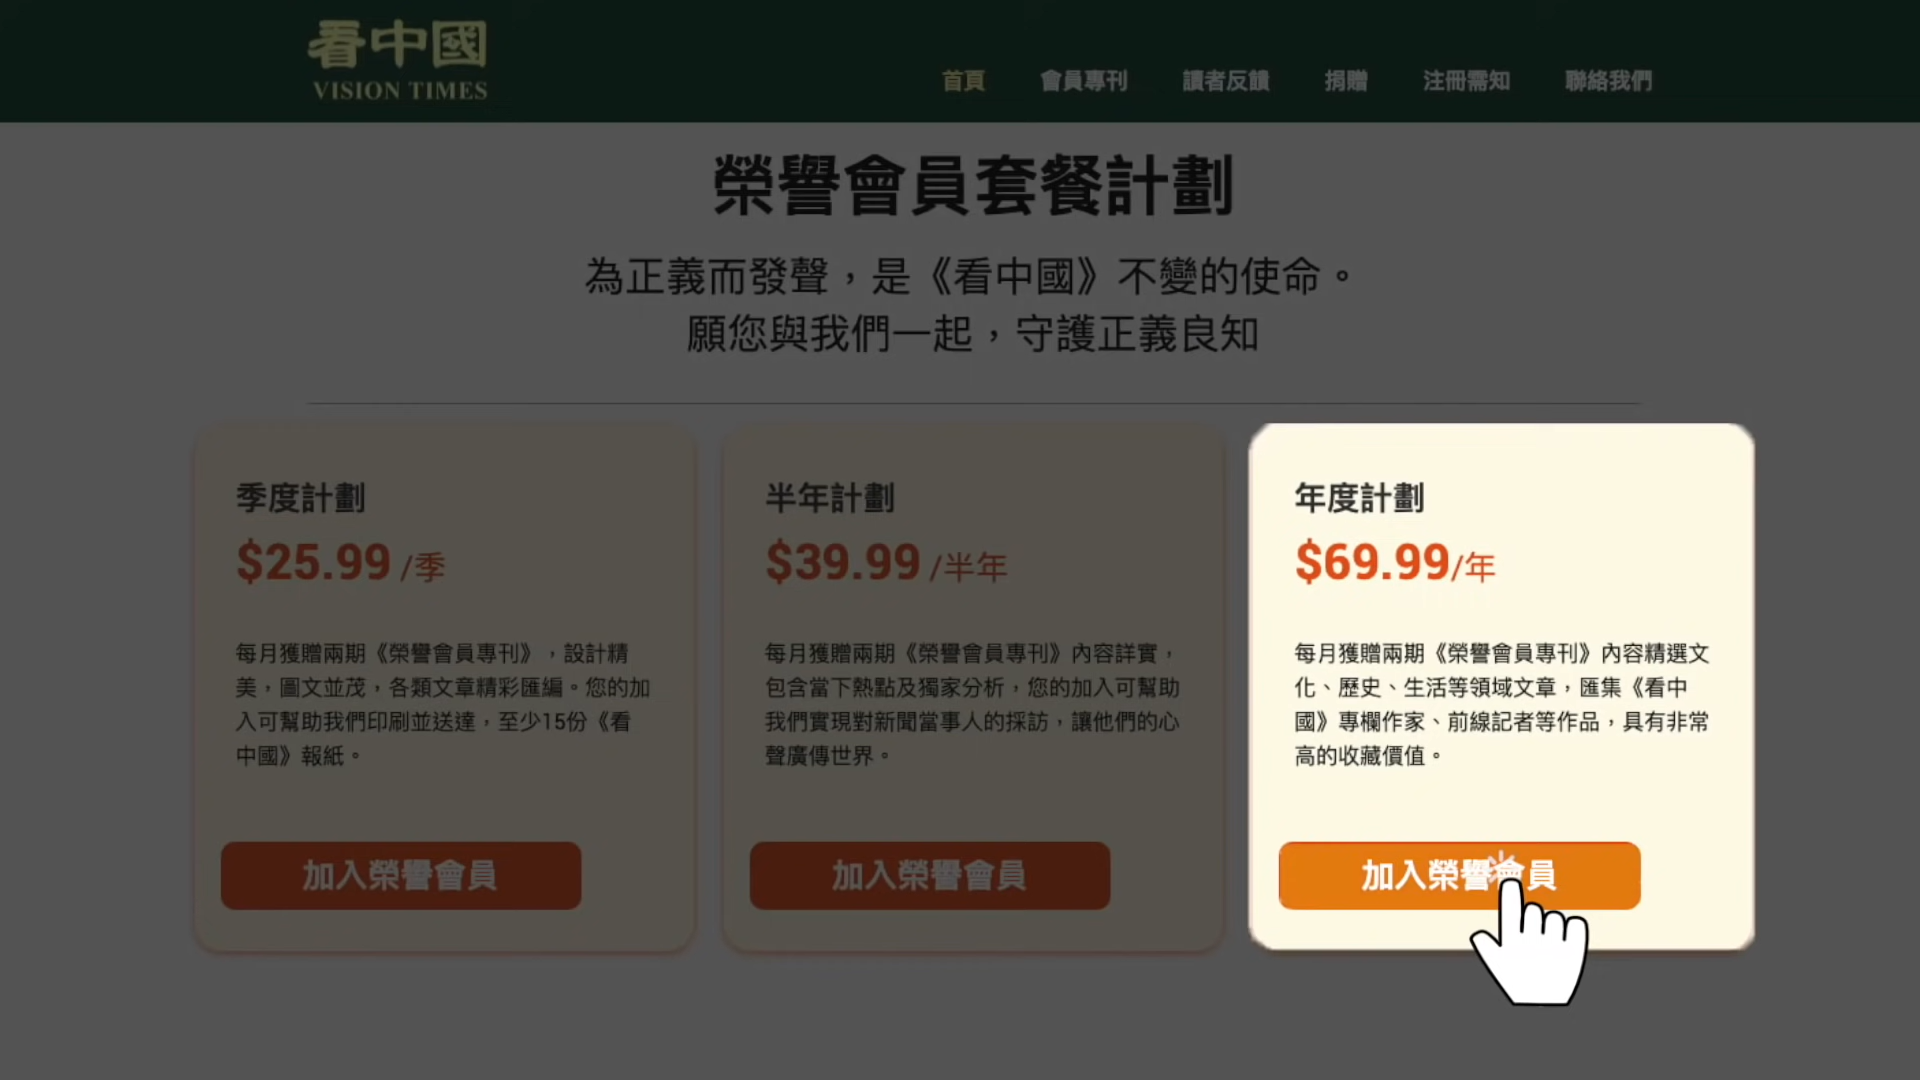 看中國
VISION TIMES
首頁 會員專刊 讀者反饋 捐贈 注冊需知 聯絡我們
榮譽會員套餐計劃
為正義而發聲，是《看中國》不變的使命。
願您與我們一起，守護正義良知
季度計劃
$25.99 /季
每月獲贈兩期《榮譽會員專刊》，設計精
美，圖文並茂，各類文章精彩匯編。您的加
入可幫助我們印刷並送達，至少15份《看
中國》報紙。
加入榮譽會員
半年計劃
$39.99 /半年
每月獲贈兩期《榮譽會員專刊》內容詳實，
包含當下熱點及獨家分析，您的加入可幫助
我們實現對新聞當事人的採訪，讓他們的心
聲廣傳世界。
加入榮譽會員
年度計劃
$69.99/年
每月獲贈兩期《榮譽會員專刊》內容精選文
化、歷史、生活等領域文章，匯集《看中
國》專欄作家、前線記者等作品，具有非常
高的收藏價值。
加入榮譽會員